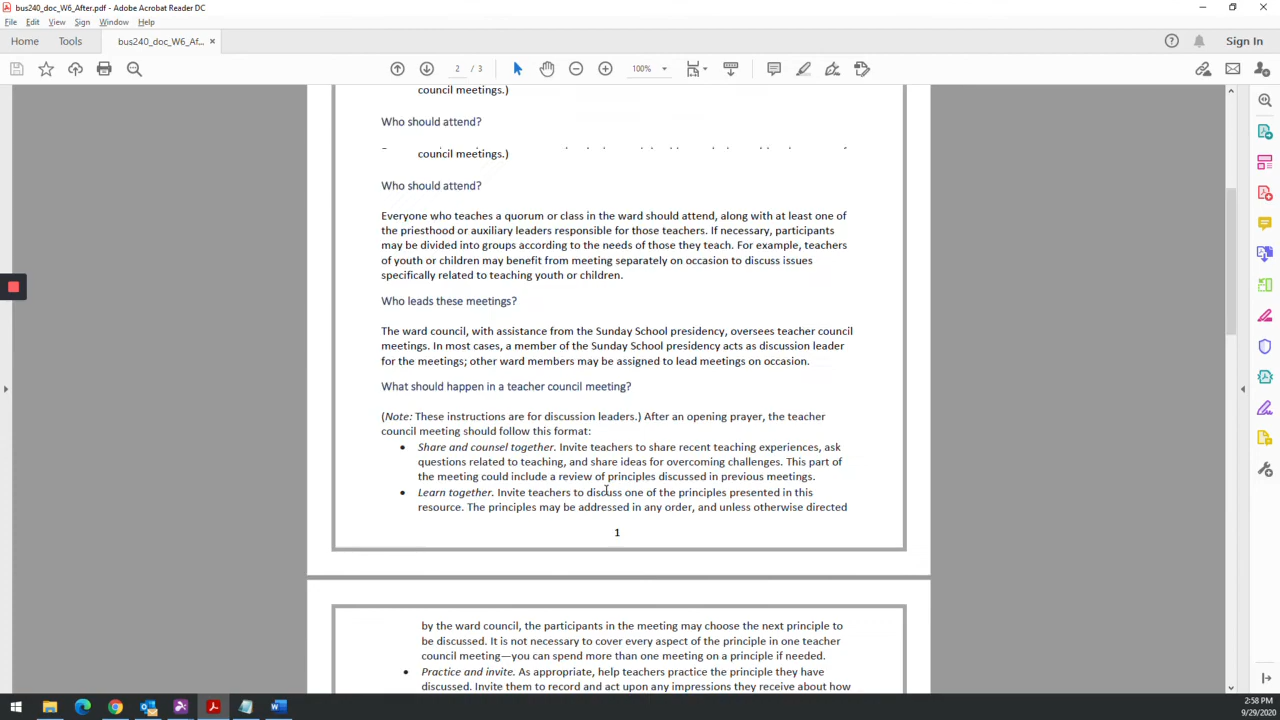 bus240_doc_W6_After.pdf - Adobe Acrobat Reader DC
File Edit View Sign Window Help
Home Tools bus240_doc_W6_Af... × Sign In
2 / 3 100%
council meetings.)
Who should attend?
council meetings.)
Who should attend?
Everyone who teaches a quorum or class in the ward should attend, along with at least one of
the priesthood or auxiliary leaders responsible for those teachers. If necessary, participants
may be divided into groups according to the needs of those they teach. For example, teachers
of youth or children may benefit from meeting separately on occasion to discuss issues
specifically related to teaching youth or children.
Who leads these meetings?
The ward council, with assistance from the Sunday School presidency, oversees teacher council
meetings. In most cases, a member of the Sunday School presidency acts as discussion leader
for the meetings; other ward members may be assigned to lead meetings on occasion.
What should happen in a teacher council meeting?
(Note: These instructions are for discussion leaders.) After an opening prayer, the teacher
council meeting should follow this format:
• Share and counsel together. Invite teachers to share recent teaching experiences, ask
questions related to teaching, and share ideas for overcoming challenges. This part of
the meeting could include a review of principles discussed in previous meetings.
• Learn together. Invite teachers to discuss one of the principles presented in this
resource. The principles may be addressed in any order, and unless otherwise directed
1
by the ward council, the participants in the meeting may choose the next principle to
be discussed. It is not necessary to cover every aspect of the principle in one teacher
council meeting—you can spend more than one meeting on a principle if needed.
• Practice and invite. As appropriate, help teachers practice the principle they have
discussed. Invite them to record and act upon any impressions they receive about how
2:58 PM
9/29/2020